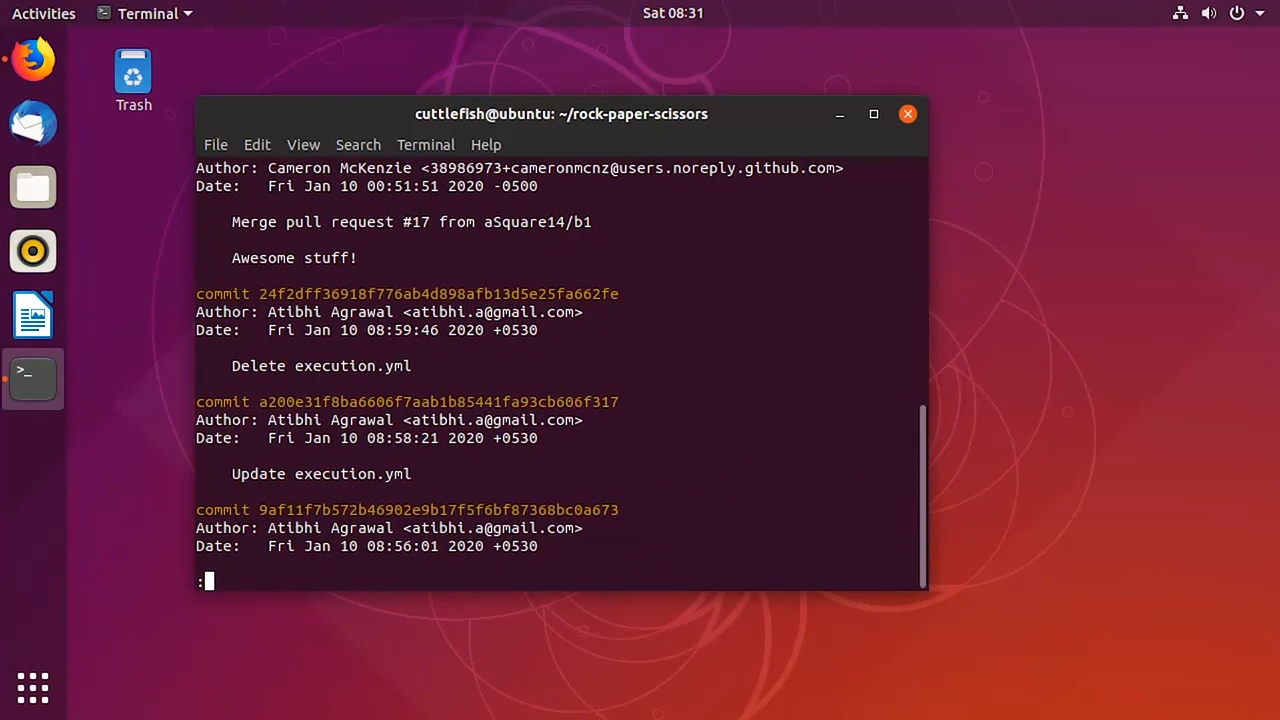 Activities
Terminal
Sat 08:31
Trash
cuttlefish@ubuntu: ~/rock-paper-scissors
File Edit View Search Terminal Help
Author: Cameron McKenzie <38986973+cameronmcnz@users.noreply.github.com>
Date:   Fri Jan 10 00:51:51 2020 -0500
Merge pull request #17 from aSquare14/b1
Awesome stuff!
commit 24f2dff36918f776ab4d898afb13d5e25fa662fe
Author: Atibhi Agrawal <atibhi.a@gmail.com>
Date:   Fri Jan 10 08:59:46 2020 +0530
Delete execution.yml
commit a200e31f8ba6606f7aab1b85441fa93cb606f317
Author: Atibhi Agrawal <atibhi.a@gmail.com>
Date:   Fri Jan 10 08:58:21 2020 +0530
Update execution.yml
commit 9af11f7b572b46902e9b17f5f6bf87368bc0a673
Author: Atibhi Agrawal <atibhi.a@gmail.com>
Date:   Fri Jan 10 08:56:01 2020 +0530
: